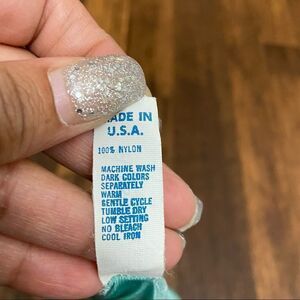 MADE IN
U.S.A.
100% NYLON
MACHINE WASH
DARK COLORS
SEPARATELY
WARM
GENTLE CYCLE
TUMBLE DRY
LOW SETTING
NO BLEACH
COOL IRON